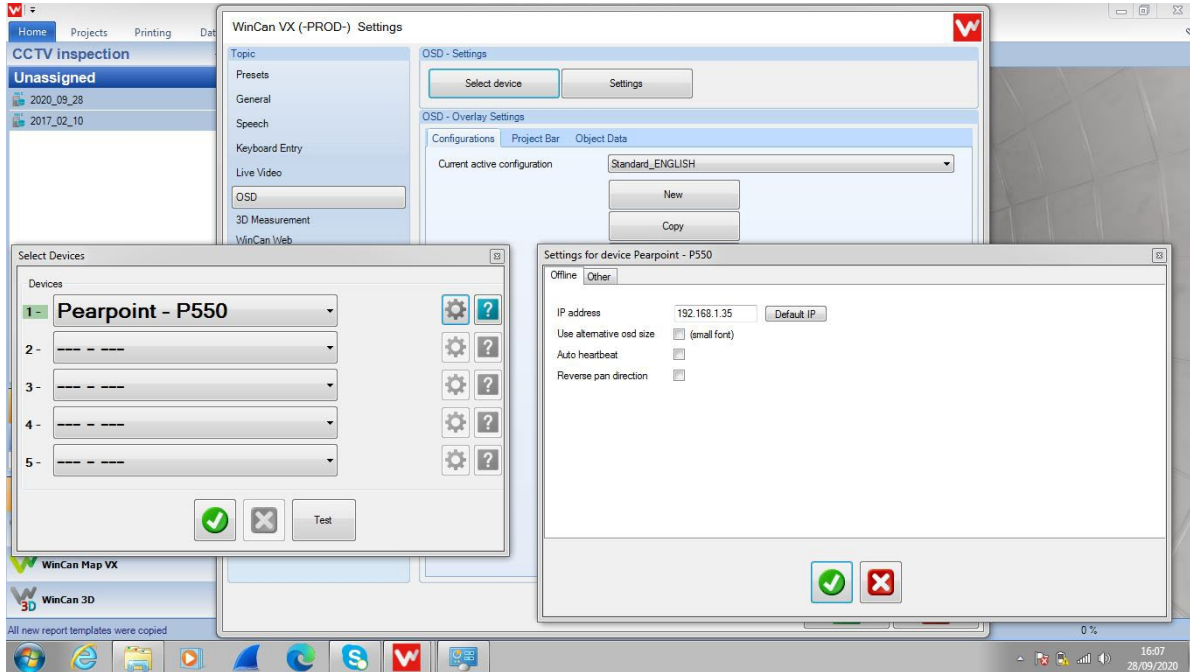 WinCan VX (-PROD-) Settings
Home Projects Printing Dat
CCTV inspection
Unassigned
2020_09_28
2017_02_10
Topic
Presets
General
Speech
Keyboard Entry
Live Video
OSD
3D Measurement
WinCan Web
OSD - Settings
Select device Settings
OSD - Overlay Settings
Configurations Project Bar Object Data
Current active configuration Standard_ENGLISH
New
Copy
Select Devices
Devices
1 - Pearpoint - P550
2 - --- - ---
3 - --- - ---
4 - --- - ---
5 - --- - ---
Test
Settings for device Pearpoint - P550
Offline Other
IP address 192.168.1.35 Default IP
Use alternative osd size (small font)
Auto heartbeat
Reverse pan direction
WinCan Map VX
3D WinCan 3D
All new report templates were copied
0 %
16:07
28/09/2020